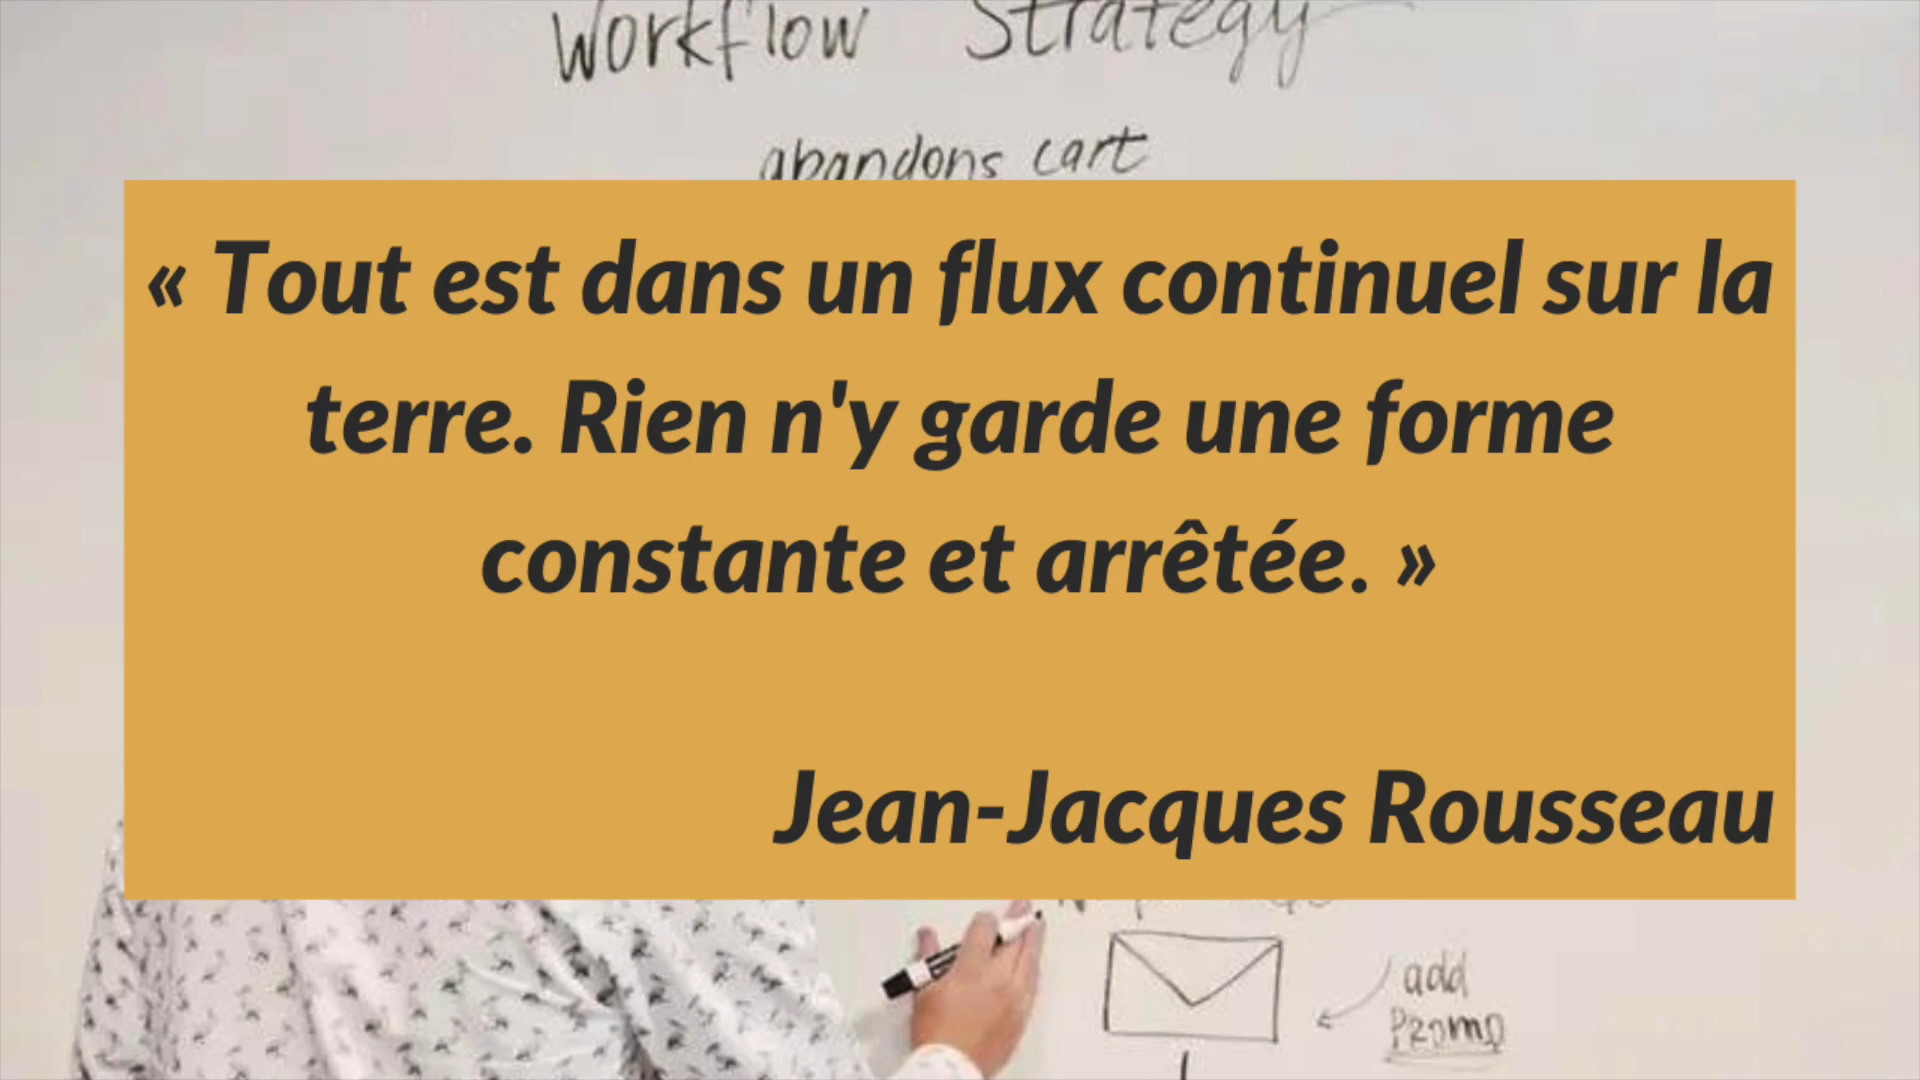 Workflow Strategy
abandons cart
« Tout est dans un flux continuel sur la
terre. Rien n'y garde une forme
constante et arrêtée. »
Jean-Jacques Rousseau
add
Promo